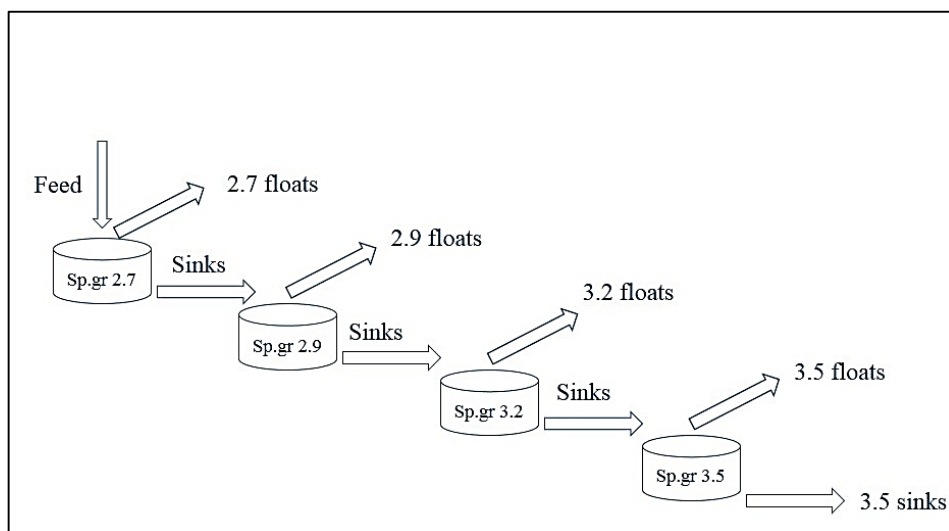 Feed
2.7 floats
Sp.gr 2.7
Sinks
2.9 floats
Sp.gr 2.9
Sinks
3.2 floats
Sp.gr 3.2
Sinks
3.5 floats
Sp.gr 3.5
3.5 sinks